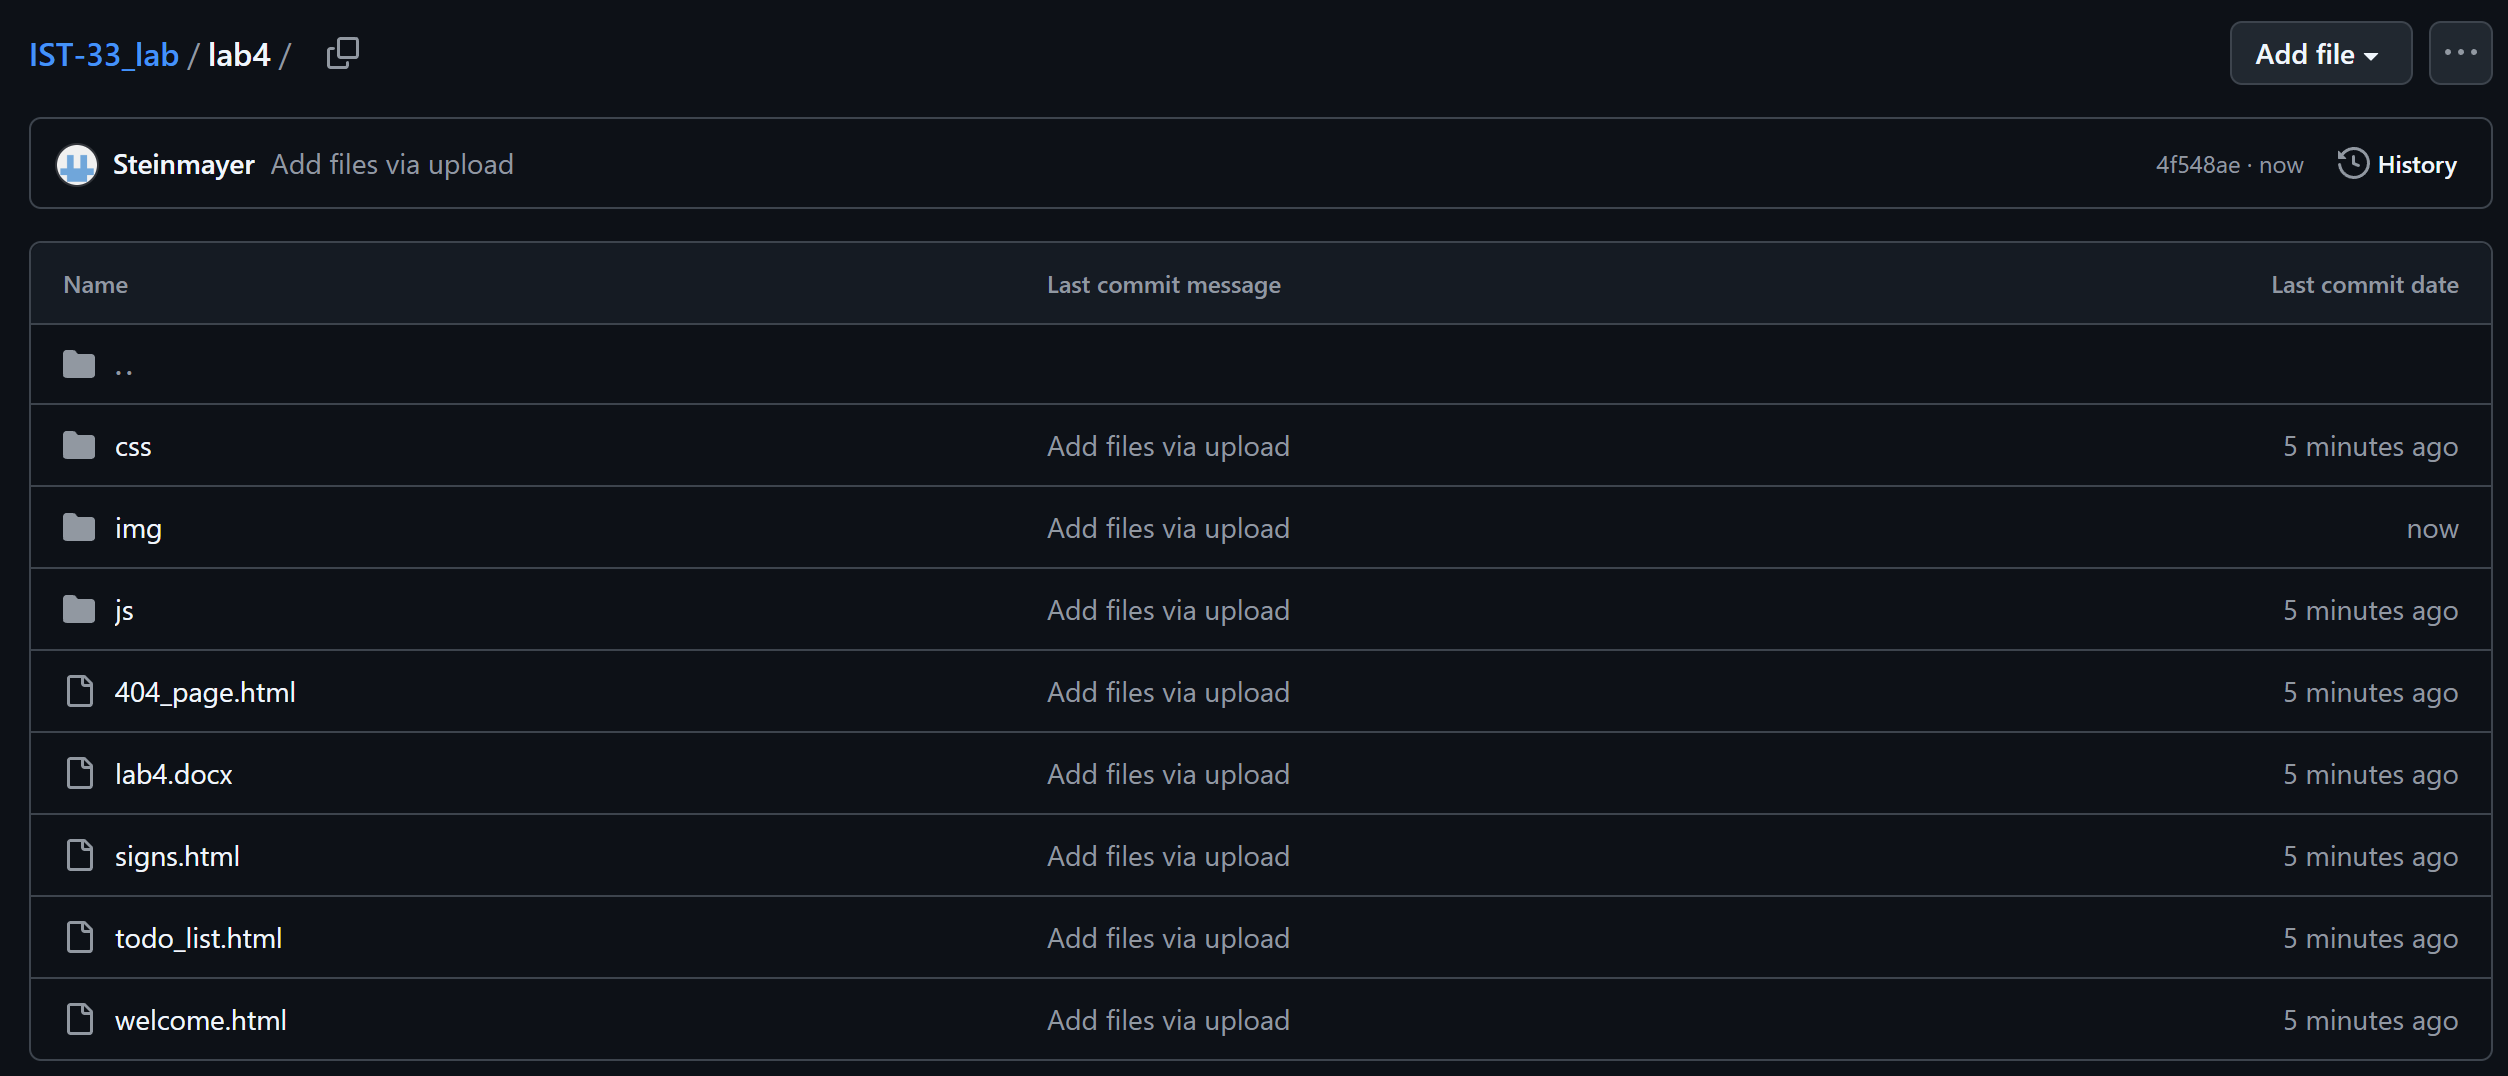 IST-33_lab / lab4 /
Add file
Steinmayer Add files via upload 4f548ae · now History
Name Last commit message Last commit date
..
css Add files via upload 5 minutes ago
img Add files via upload now
js Add files via upload 5 minutes ago
404_page.html Add files via upload 5 minutes ago
lab4.docx Add files via upload 5 minutes ago
signs.html Add files via upload 5 minutes ago
todo_list.html Add files via upload 5 minutes ago
welcome.html Add files via upload 5 minutes ago